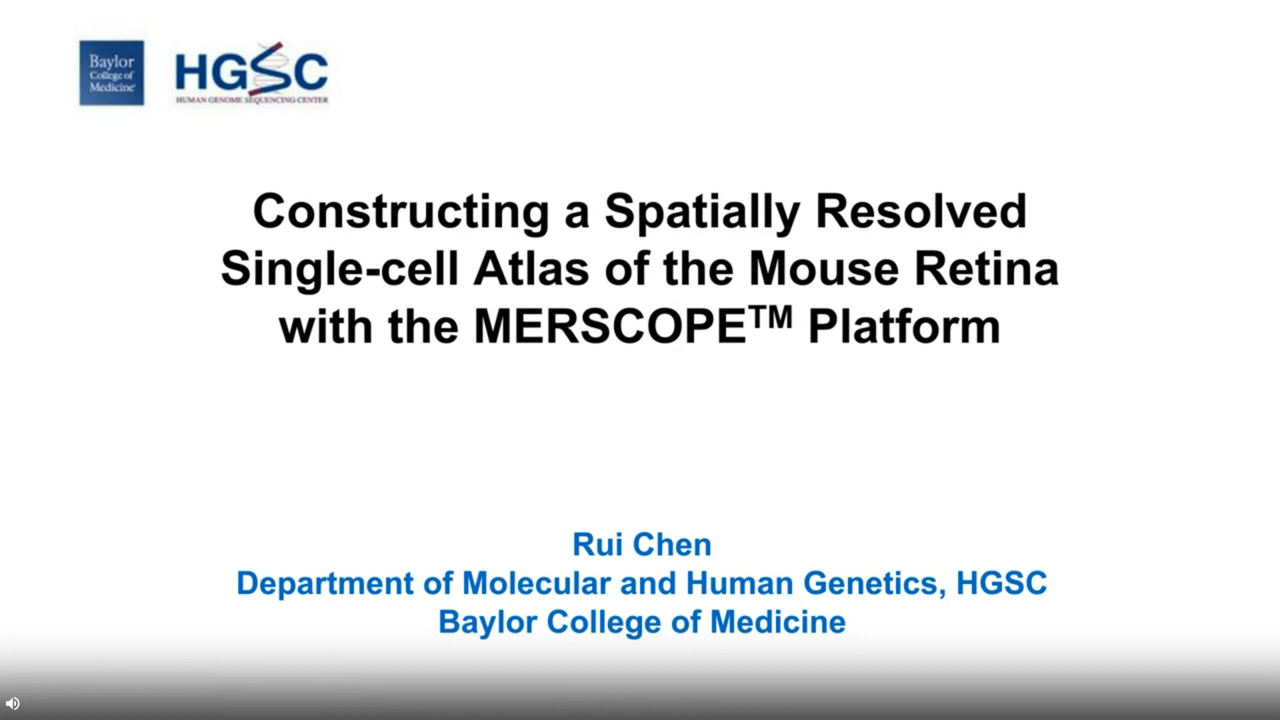 Baylor
College of
Medicine
HGSC
HUMAN GENOME SEQUENCING CENTER
Constructing a Spatially Resolved
Single-cell Atlas of the Mouse Retina
with the MERSCOPE™ Platform
Rui Chen
Department of Molecular and Human Genetics, HGSC
Baylor College of Medicine